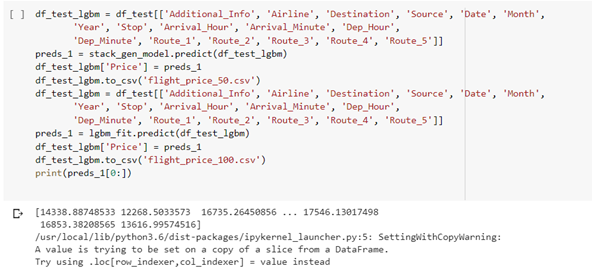 [ ] df_test_lgbm = df_test[['Additional_Info', 'Airline', 'Destination', 'Source', 'Date', 'Month',
'Year', 'Stop', 'Arrival_Hour', 'Arrival_Minute', 'Dep_Hour',
'Dep_Minute', 'Route_1', 'Route_2', 'Route_3', 'Route_4', 'Route_5']]
preds_1 = stack_gen_model.predict(df_test_lgbm)
df_test_lgbm['Price'] = preds_1
df_test_lgbm.to_csv('flight_price_50.csv')
df_test_lgbm = df_test[['Additional_Info', 'Airline', 'Destination', 'Source', 'Date', 'Month',
'Year', 'Stop', 'Arrival_Hour', 'Arrival_Minute', 'Dep_Hour',
'Dep_Minute', 'Route_1', 'Route_2', 'Route_3', 'Route_4', 'Route_5']]
preds_1 = lgbm_fit.predict(df_test_lgbm)
df_test_lgbm['Price'] = preds_1
df_test_lgbm.to_csv('flight_price_100.csv')
print(preds_1[0:])
[14338.88748533 12268.5033573 16735.26450856 ... 17546.13017498
16853.38208565 13616.99574516]
/usr/local/lib/python3.6/dist-packages/ipykernel_launcher.py:5: SettingWithCopyWarning:
A value is trying to be set on a copy of a slice from a DataFrame.
Try using .loc[row_indexer,col_indexer] = value instead